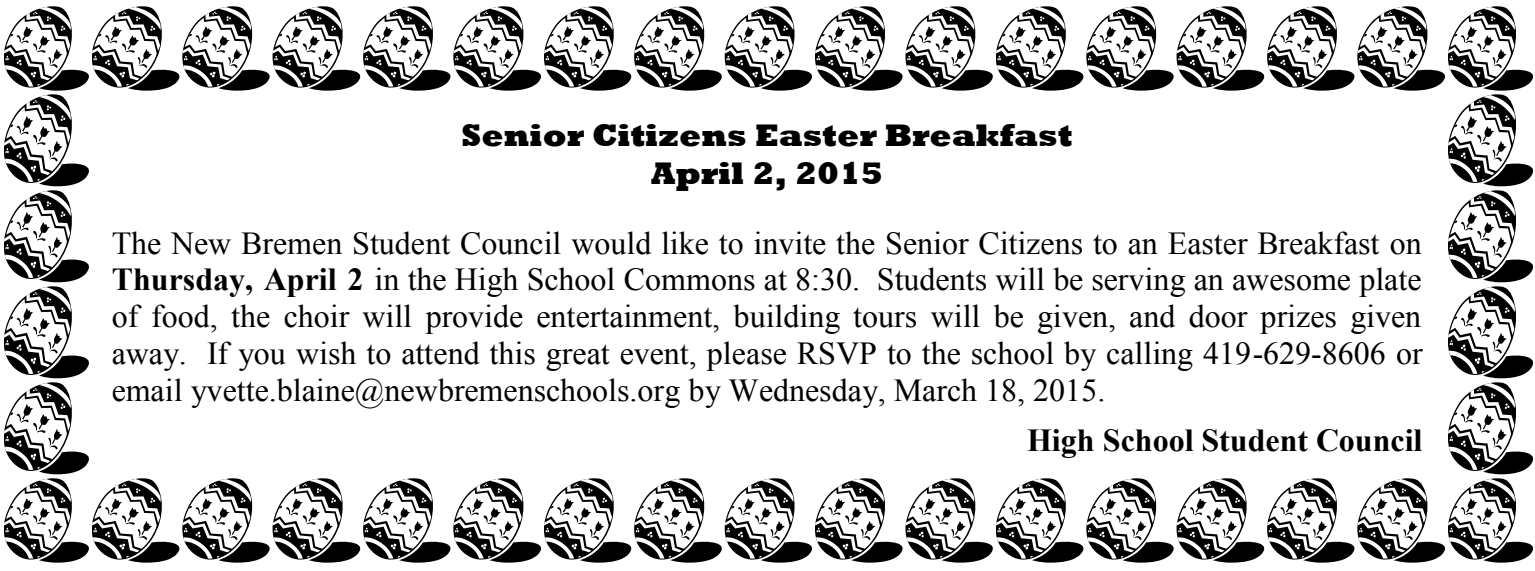 Senior Citizens Easter Breakfast
April 2, 2015
The New Bremen Student Council would like to invite the Senior Citizens to an Easter Breakfast on
Thursday, April 2 in the High School Commons at 8:30.  Students will be serving an awesome plate
of food, the choir will provide entertainment, building tours will be given, and door prizes given
away.  If you wish to attend this great event, please RSVP to the school by calling 419-629-8606 or
email yvette.blaine@newbremenschools.org by Wednesday, March 18, 2015.
High School Student Council